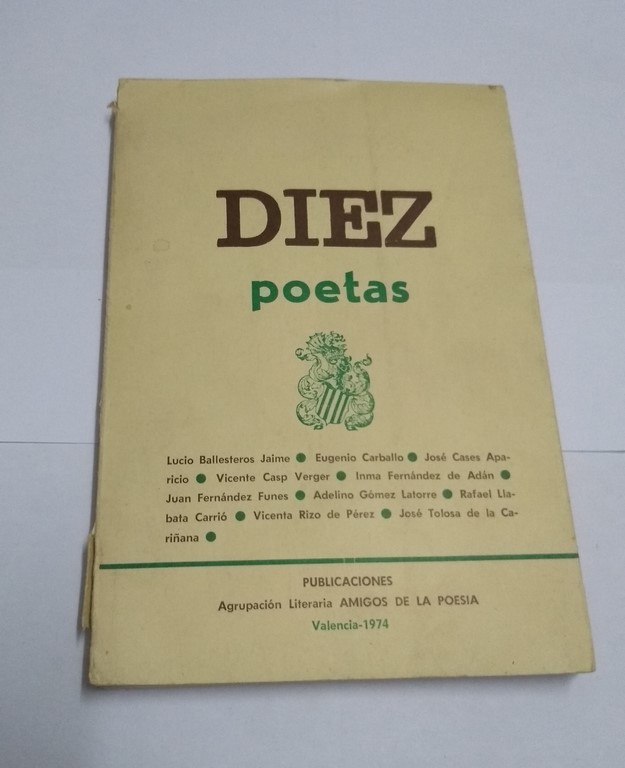 DIEZ
poetas
Lucio Ballesteros Jaime ● Eugenio Carballo ● José Cases Apa-
ricio ● Vicente Casp Verger ● Inma Fernández de Adán ●
Juan Fernández Funes ● Adelino Gómez Latorre ● Rafael Lla-
bata Carrió ● Vicenta Rizo de Pérez ● José Tolosa de la Ca-
riñana ●
PUBLICACIONES
Agrupación Literaria AMIGOS DE LA POESIA
Valencia-1974